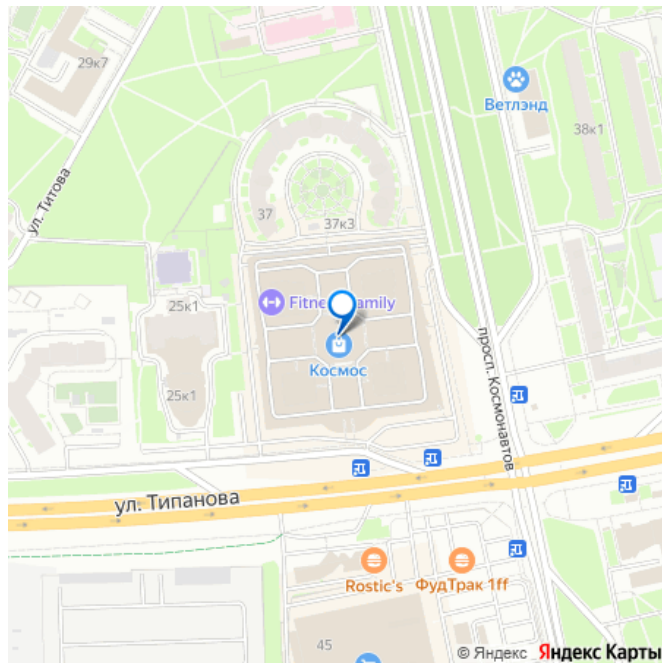 29к7
Ветлэнд
38к1
ул. Титова
37
37к3
25к1
Fitness Family
Космос
просп. Космонавтов
25к1
ул. Типанова
Rostic's
ФудТрак 1ff
45
© Яндекс Яндекс Карты